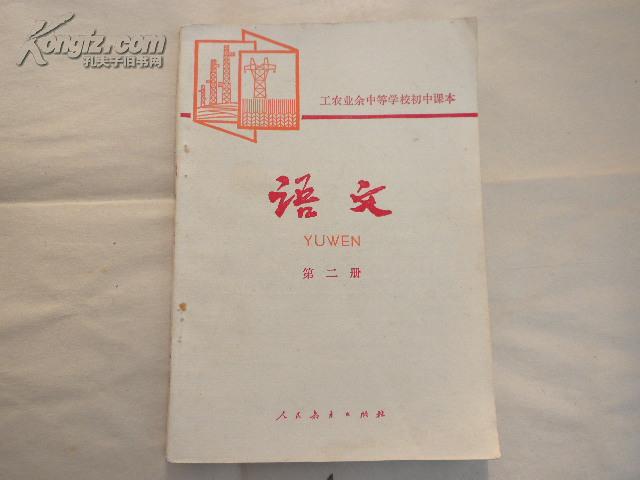 Kongfz.com
孔夫子旧书网
工农业余中等学校初中课本
语文
YUWEN
第二册
人民教育出版社